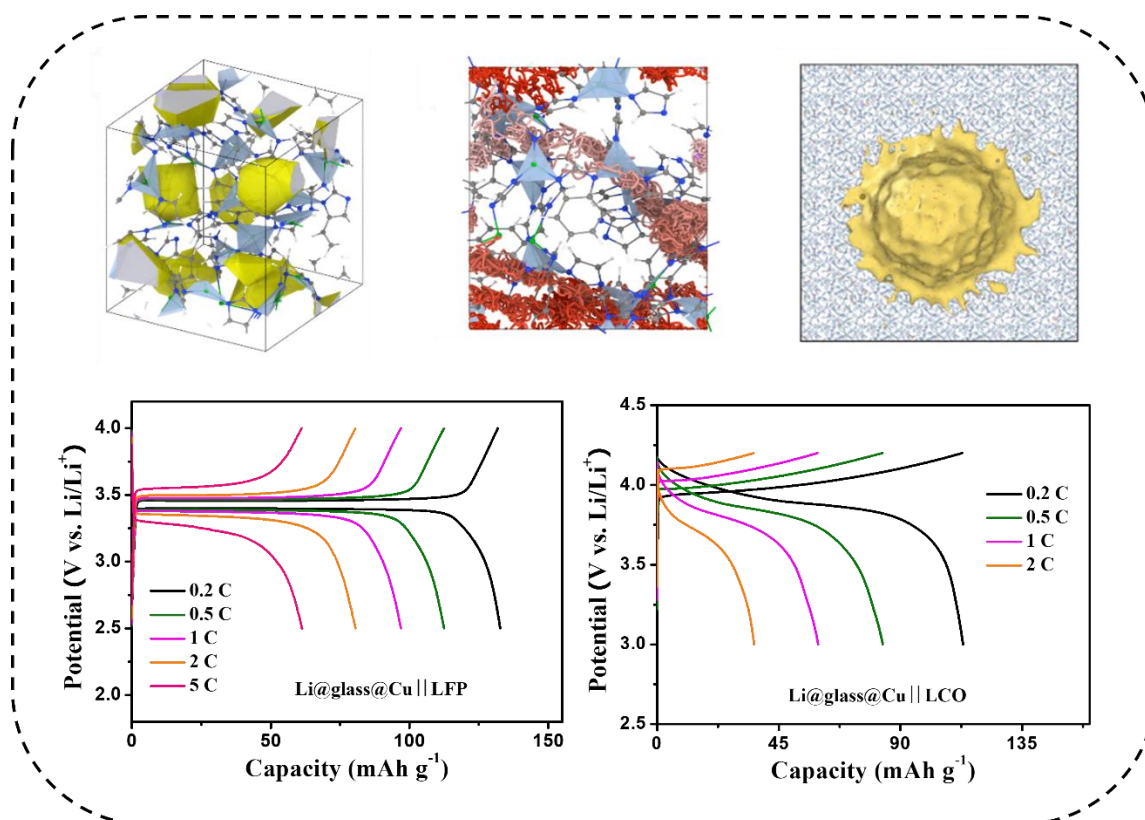 4.0
3.5
3.0
2.5
2.0
Potential (V vs. Li/Li⁺)
0.2 C
0.5 C
1 C
2 C
5 C
Li@glass@Cu||LFP
0
50
100
150
Capacity (mAh g⁻¹)
4.5
4.0
3.5
3.0
2.5
Potential (V vs. Li/Li⁺)
0.2 C
0.5 C
1 C
2 C
Li@glass@Cu||LCO
0
45
90
135
Capacity (mAh g⁻¹)